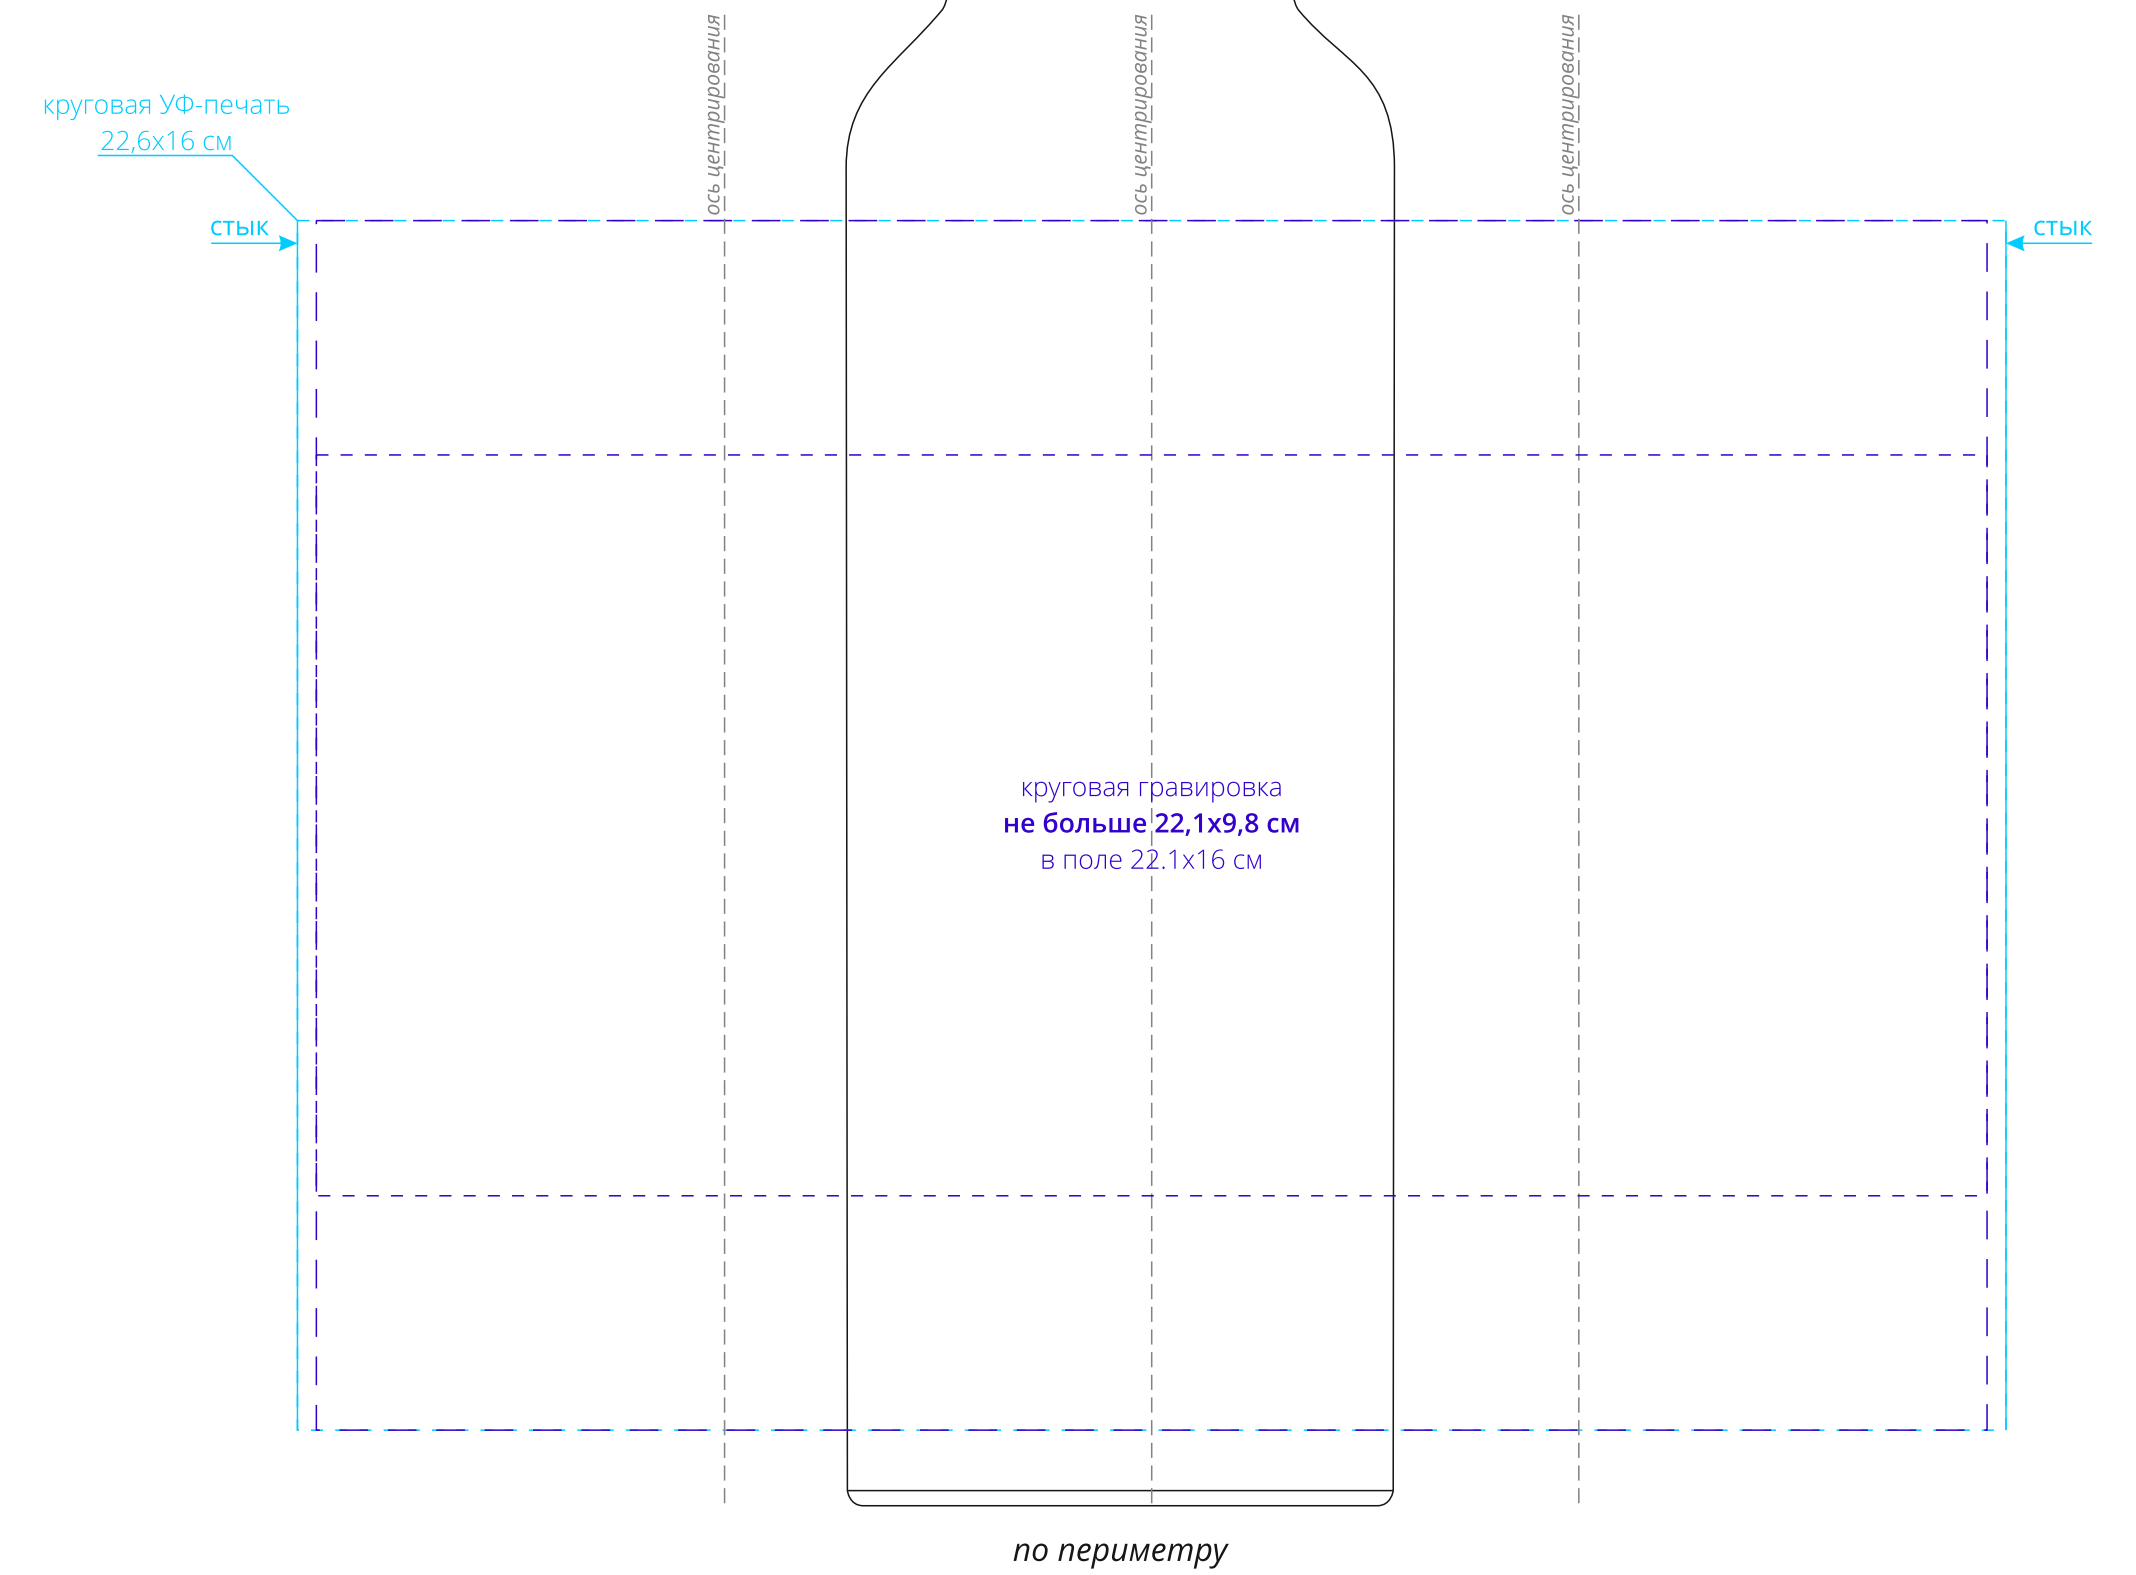 ось центрирования
ось центрирования
ось центрирования
круговая УФ-печать
22,6х16 см
стык
стык
круговая гравировка
не больше 22,1х9,8 см
в поле 22.1х16 см
по периметру